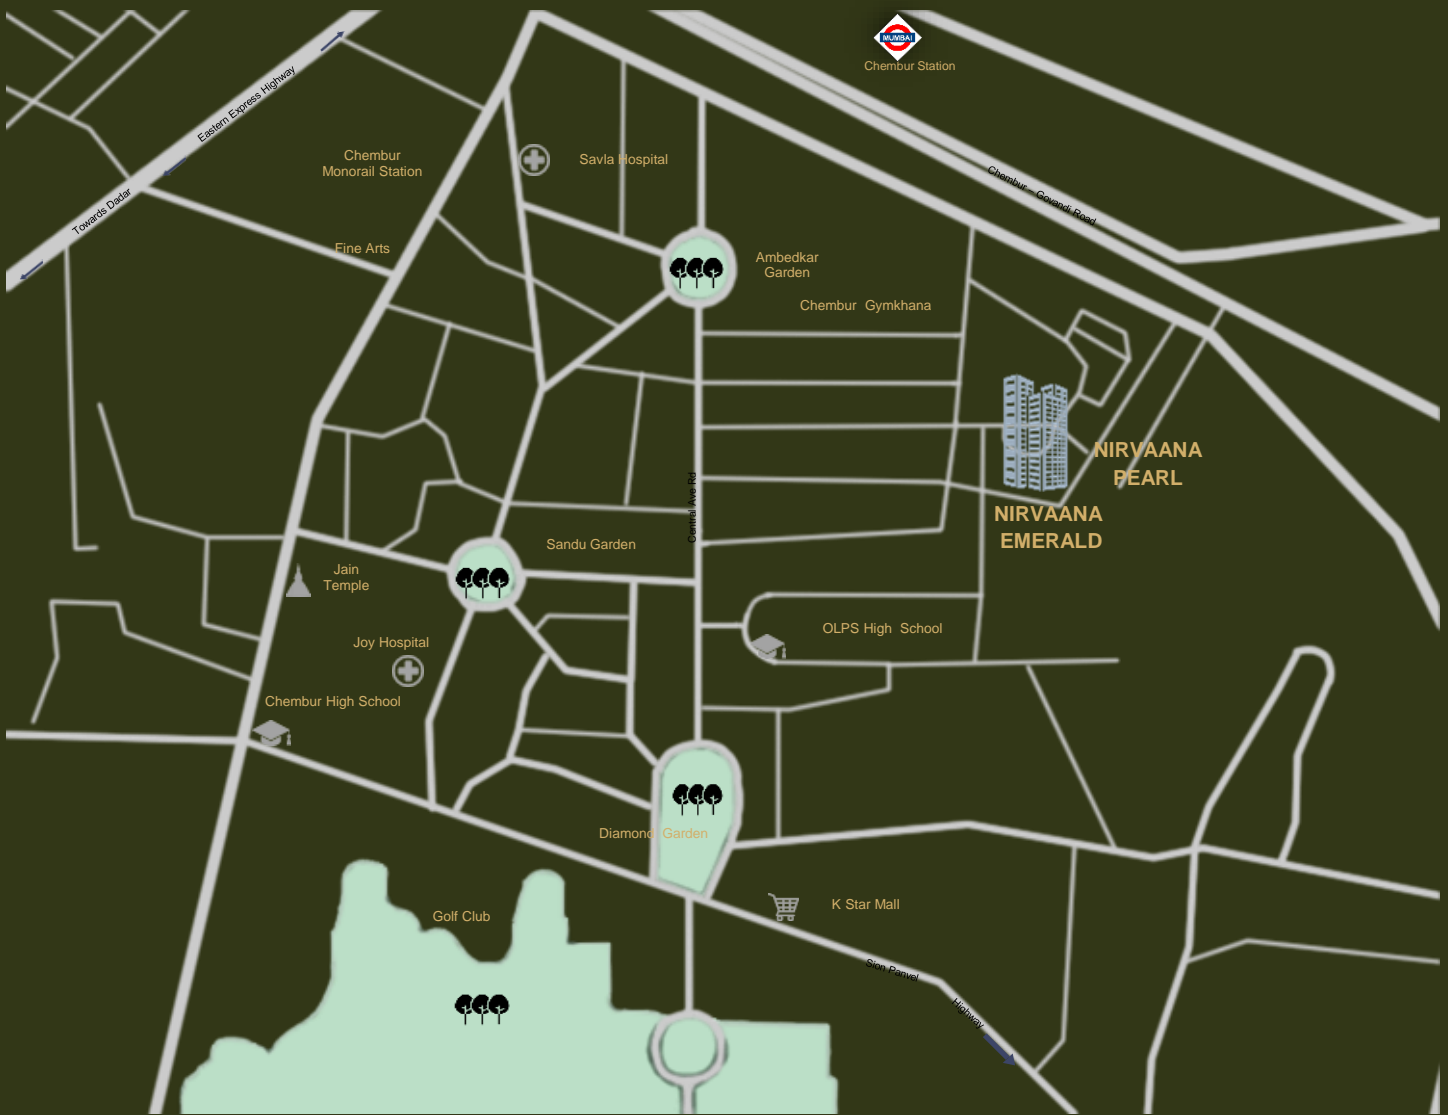 MUMBAI
Chembur Station
Eastern Express Highway
Towards Dadar
Chembur
Monorail Station
Savla Hospital
Chembur – Govandi Road
Fine Arts
Ambedkar
Garden
Chembur Gymkhana
NIRVAANA
PEARL
NIRVAANA
EMERALD
Central Ave Rd
Sandu Garden
Jain
Temple
Joy Hospital
OLPS High School
Chembur High School
Diamond Garden
K Star Mall
Golf Club
Sion Panvel
Highway